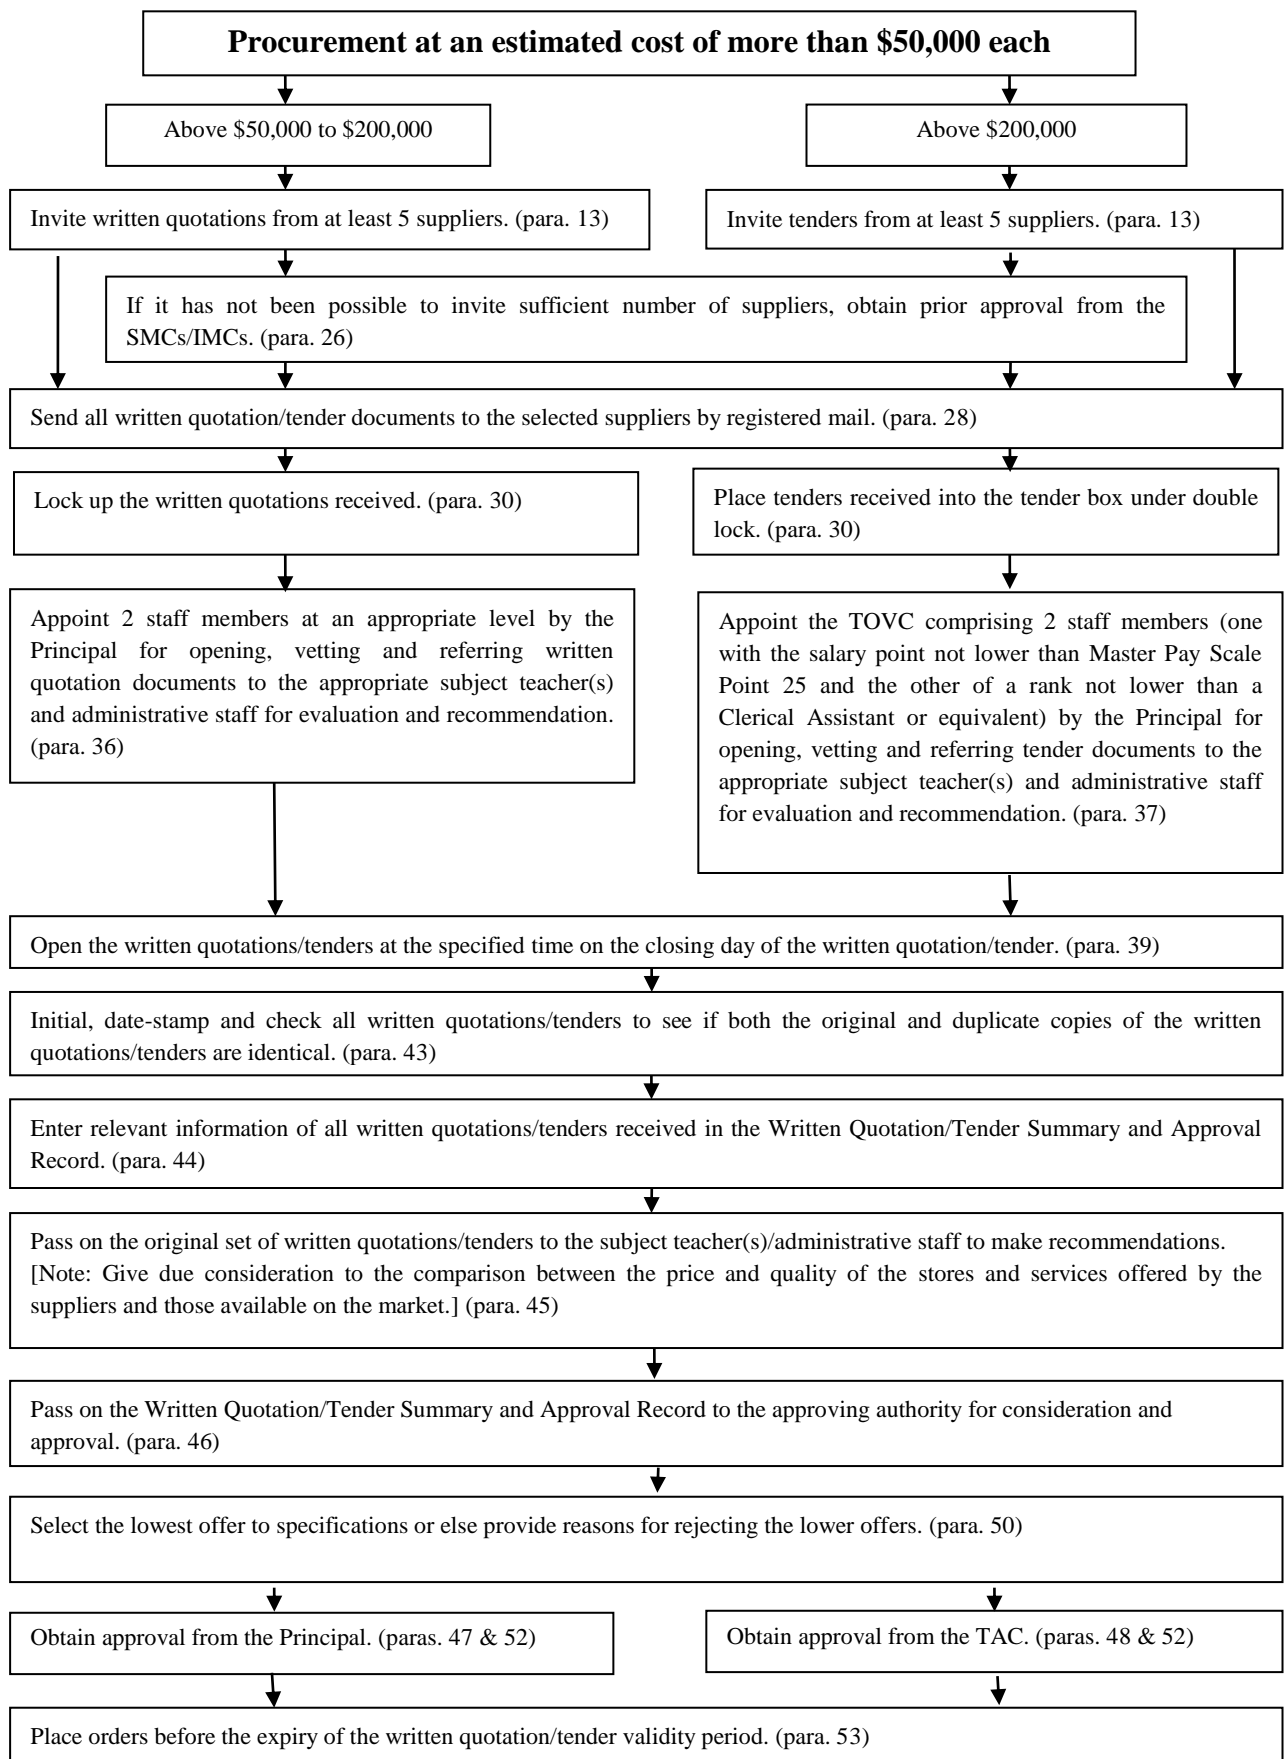 Procurement at an estimated cost of more than $50,000 each
Above $50,000 to $200,000
Above $200,000
Invite written quotations from at least 5 suppliers. (para. 13)
Invite tenders from at least 5 suppliers. (para. 13)
If it has not been possible to invite sufficient number of suppliers, obtain prior approval from the
SMCs/IMCs. (para. 26)
Send all written quotation/tender documents to the selected suppliers by registered mail. (para. 28)
Lock up the written quotations received. (para. 30)
Place tenders received into the tender box under double
lock. (para. 30)
Appoint 2 staff members at an appropriate level by the
Principal for opening, vetting and referring written
quotation documents to the appropriate subject teacher(s)
and administrative staff for evaluation and recommendation.
(para. 36)
Appoint the TOVC comprising 2 staff members (one
with the salary point not lower than Master Pay Scale
Point 25 and the other of a rank not lower than a
Clerical Assistant or equivalent) by the Principal for
opening, vetting and referring tender documents to the
appropriate subject teacher(s) and administrative staff
for evaluation and recommendation. (para. 37)
Open the written quotations/tenders at the specified time on the closing day of the written quotation/tender. (para. 39)
Initial, date-stamp and check all written quotations/tenders to see if both the original and duplicate copies of the written
quotations/tenders are identical. (para. 43)
Enter relevant information of all written quotations/tenders received in the Written Quotation/Tender Summary and Approval
Record. (para. 44)
Pass on the original set of written quotations/tenders to the subject teacher(s)/administrative staff to make recommendations.
[Note: Give due consideration to the comparison between the price and quality of the stores and services offered by the
suppliers and those available on the market.] (para. 45)
Pass on the Written Quotation/Tender Summary and Approval Record to the approving authority for consideration and
approval. (para. 46)
Select the lowest offer to specifications or else provide reasons for rejecting the lower offers. (para. 50)
Obtain approval from the Principal. (paras. 47 & 52)
Obtain approval from the TAC. (paras. 48 & 52)
Place orders before the expiry of the written quotation/tender validity period. (para. 53)